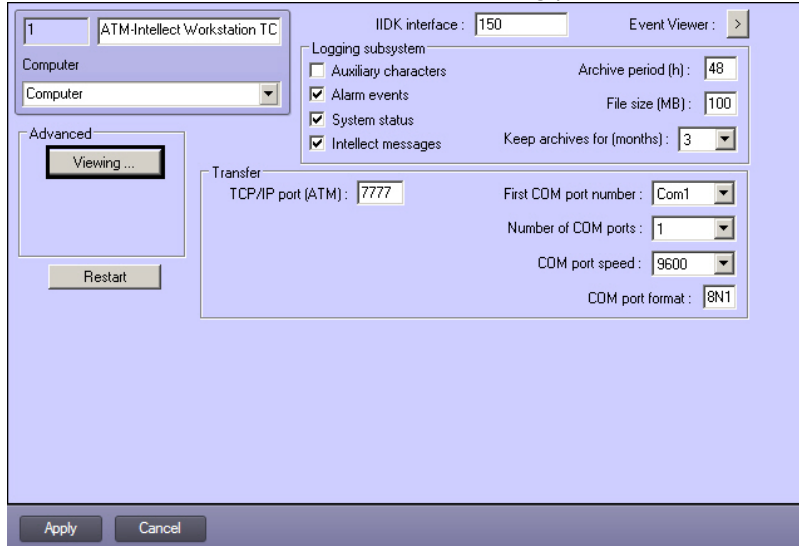 1 ATM-Intellect Workstation TC
Computer
Computer
Advanced
Viewing ...
Restart
IIDK interface : 150
Event Viewer : >
Logging subsystem
Auxiliary characters
Alarm events
System status
Intellect messages
Archive period (h) : 48
File size (MB) : 100
Keep archives for (months) : 3
Transfer
TCP/IP port (ATM) : 7777
First COM port number : Com1
Number of COM ports : 1
COM port speed : 9600
COM port format : 8N1
Apply Cancel